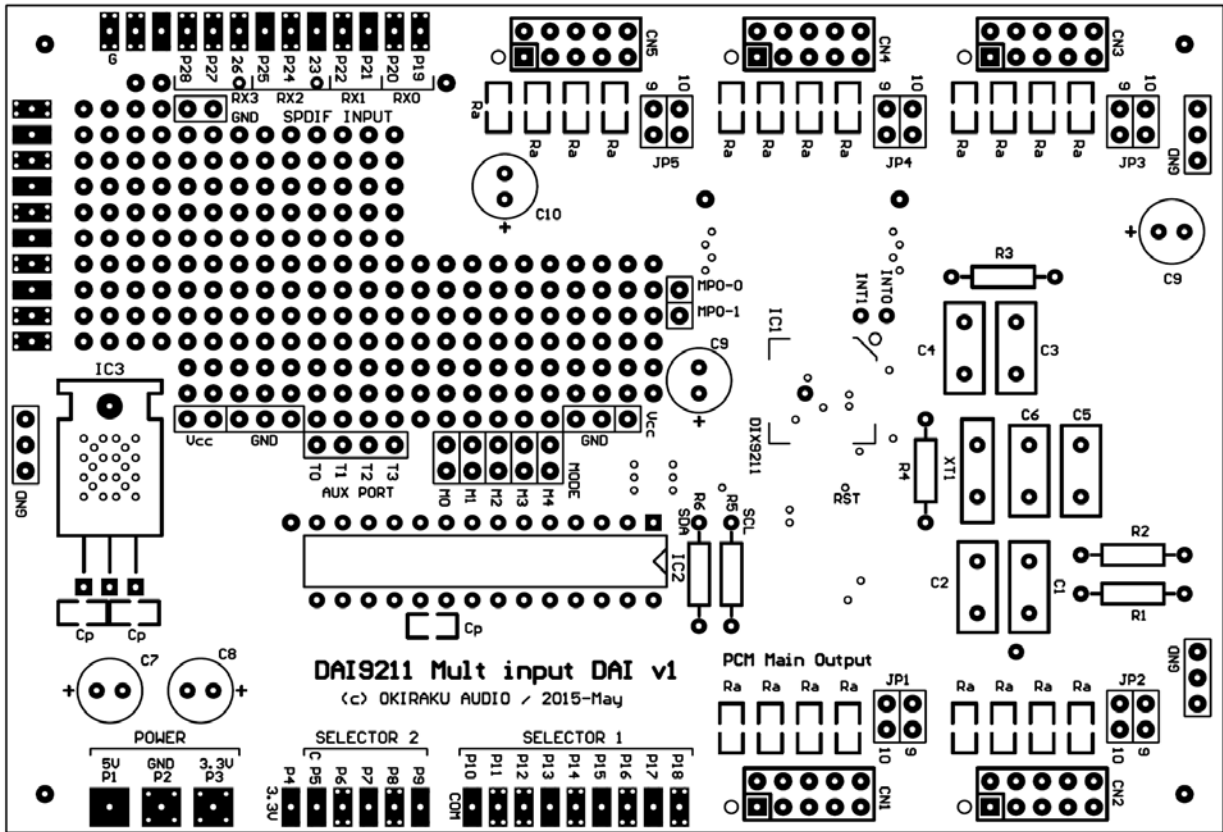 G P28 P27 26 P25 P24 23 P22 P21 P20 P19
RX3 RX2 RX1 RX0
GND SPDIF INPUT
CN5
CN4
CN3
Ra Ra Ra Ra
9 10
JP5
Ra Ra Ra Ra
9 10
JP4
Ra Ra Ra Ra
9 10
JP3
GND
C10
+
+
C9
R3
MPO-0
MPO-1
INT1 INT0
IC1
C4 C3
IC3
C9
+
DIX9211
Vcc GND
GND Vcc
T0 T1 T2 T3
AUX PORT
M0 M1 M2 M3 M4 MODE
GND
R4
XT1
C6 C5
RST
R6 SDA
R5 SCL
IC2
R2
R1
C2 C1
Cp Cp
Cp
C7
+
C8
+
DAI9211 Mult input DAI v1
(c) OKIRAKU AUDIO / 2015-May
PCM Main Output
GND
Ra Ra Ra Ra
JP1
10 9
Ra Ra Ra Ra
JP2
10 9
POWER
5V GND 3.3V
P1 P2 P3
SELECTOR 2
3.3V C
P4 P5 P6 P7 P8 P9
SELECTOR 1
COM
P10 P11 P12 P13 P14 P15 P16 P17 P18
CN1
CN2